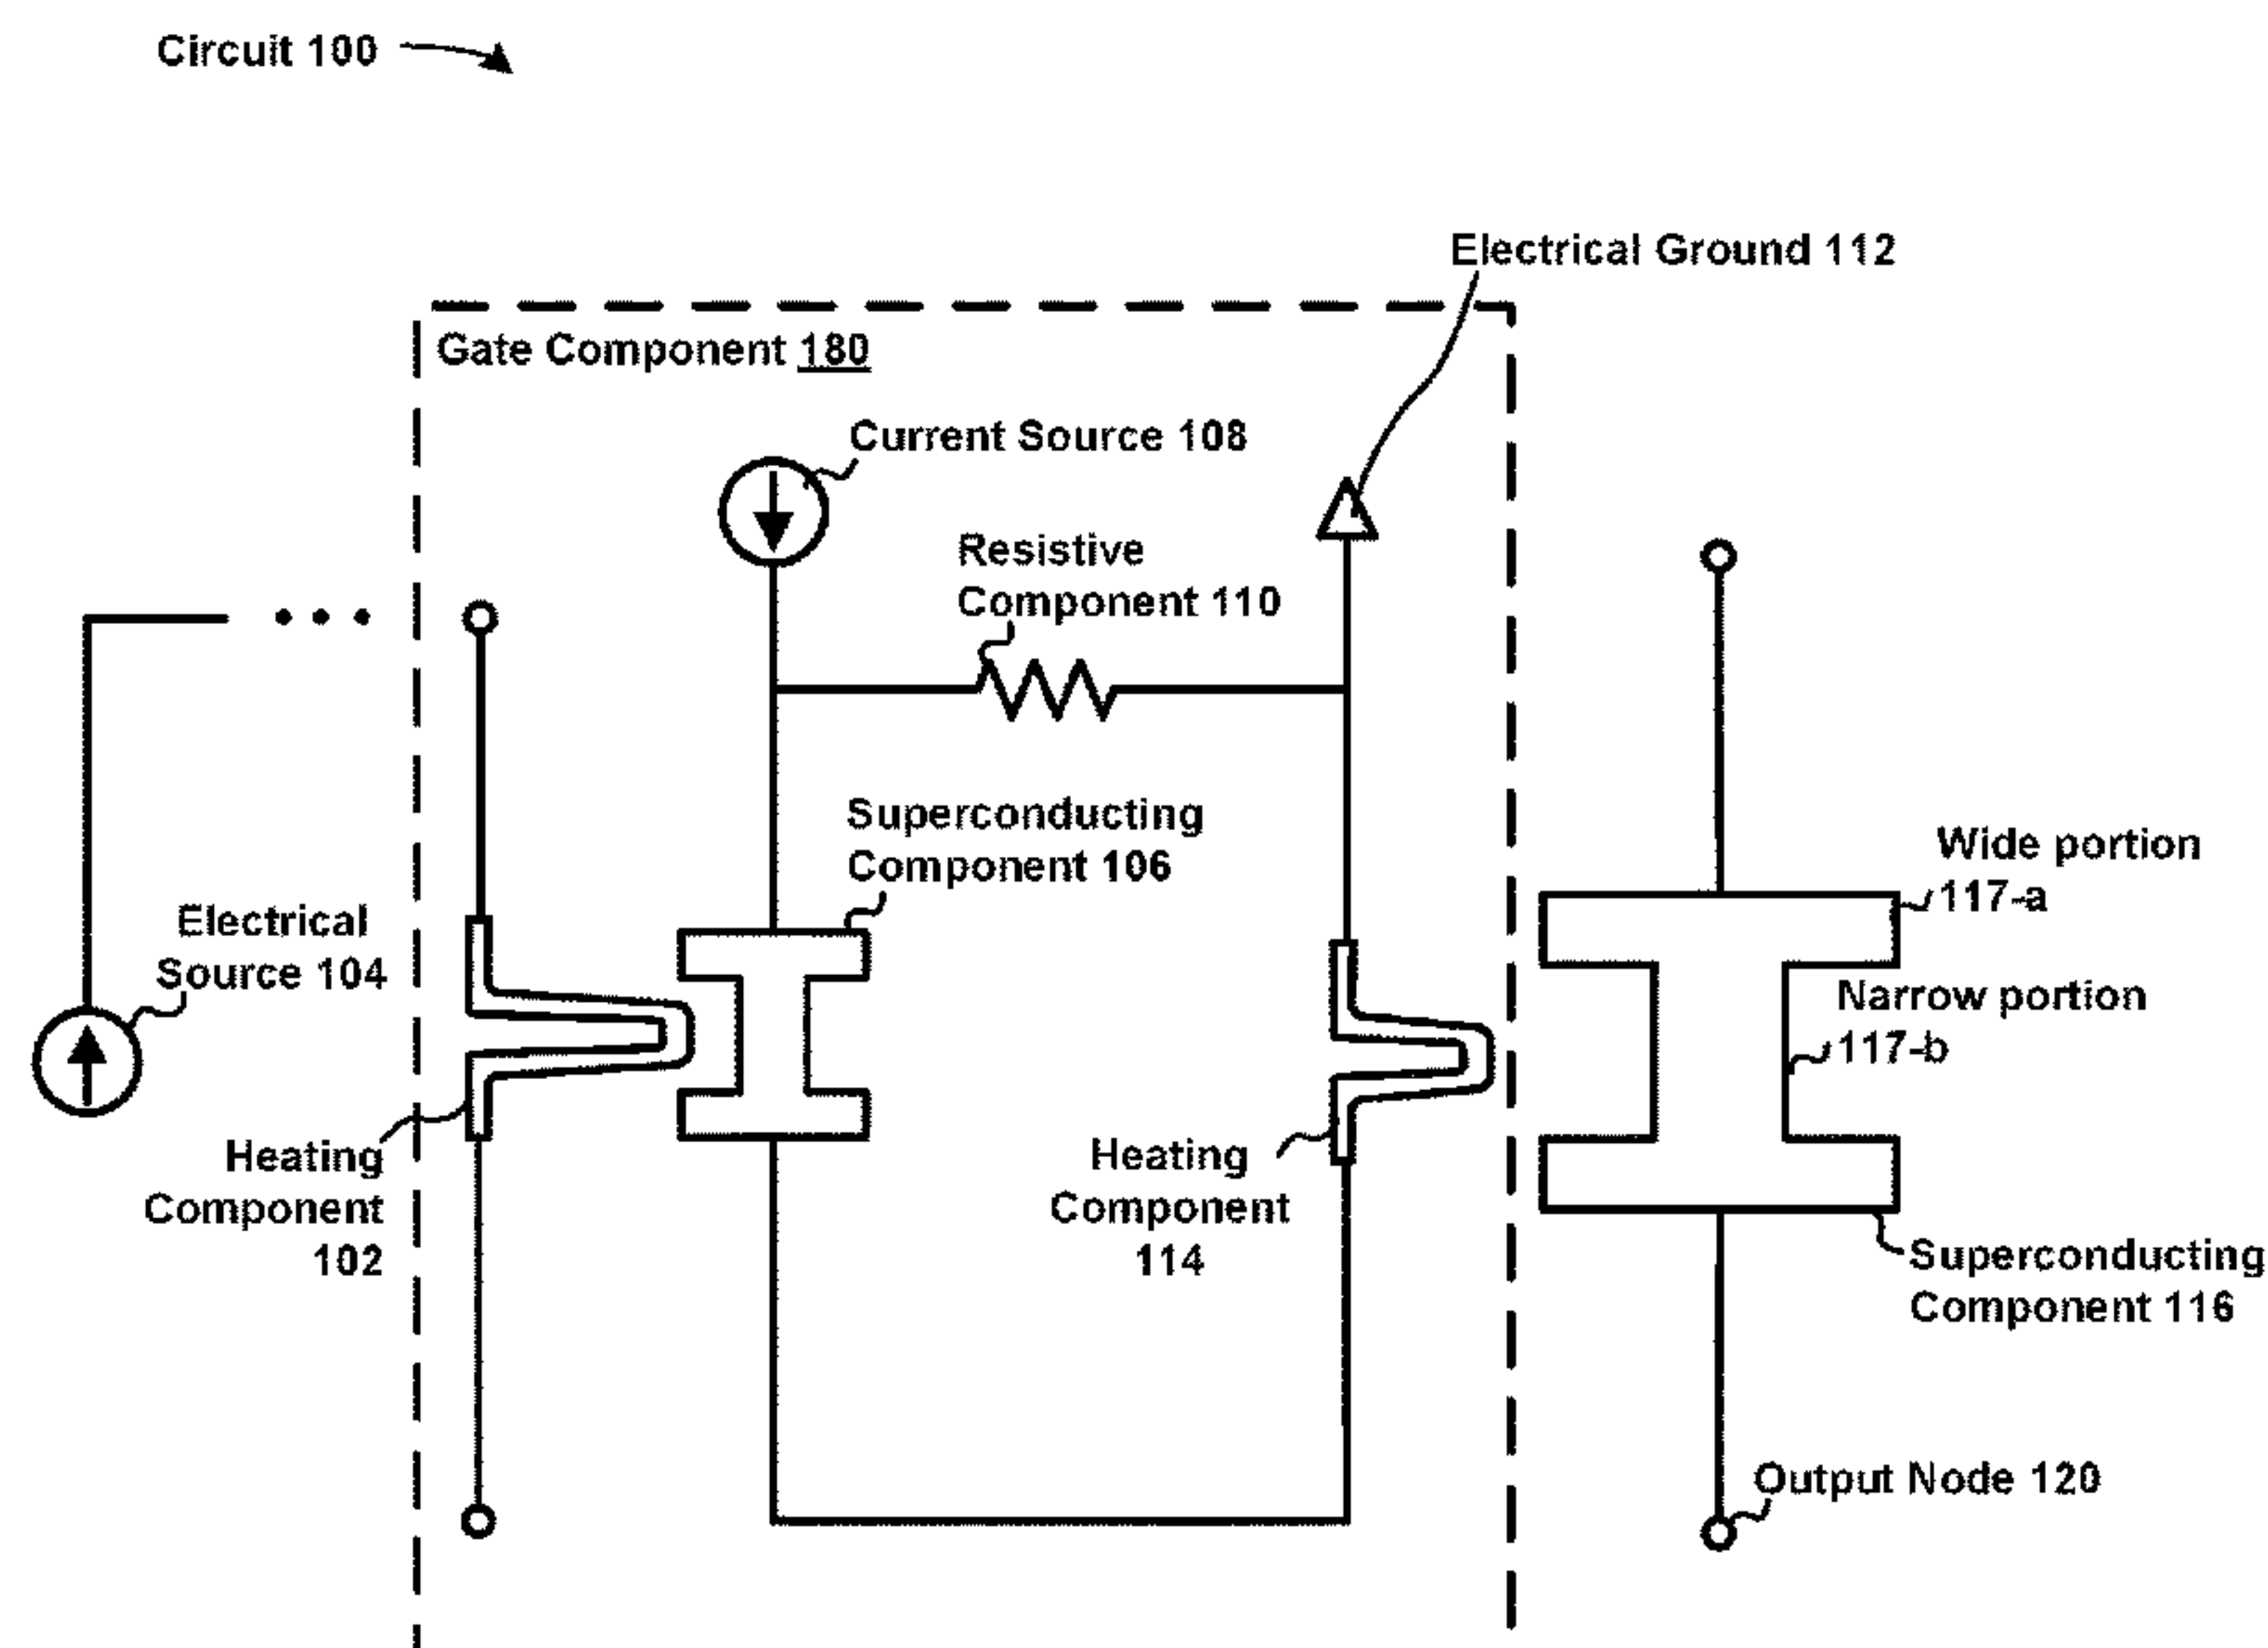 Circuit 100
Electrical Ground 112
Gate Component 180
Current Source 108
Resistive
Component 110
Superconducting
Component 106
Wide portion
117-a
Electrical
Source 104
Narrow portion
117-b
Heating
Component
102
Heating
Component
114
Superconducting
Component 116
Output Node 120